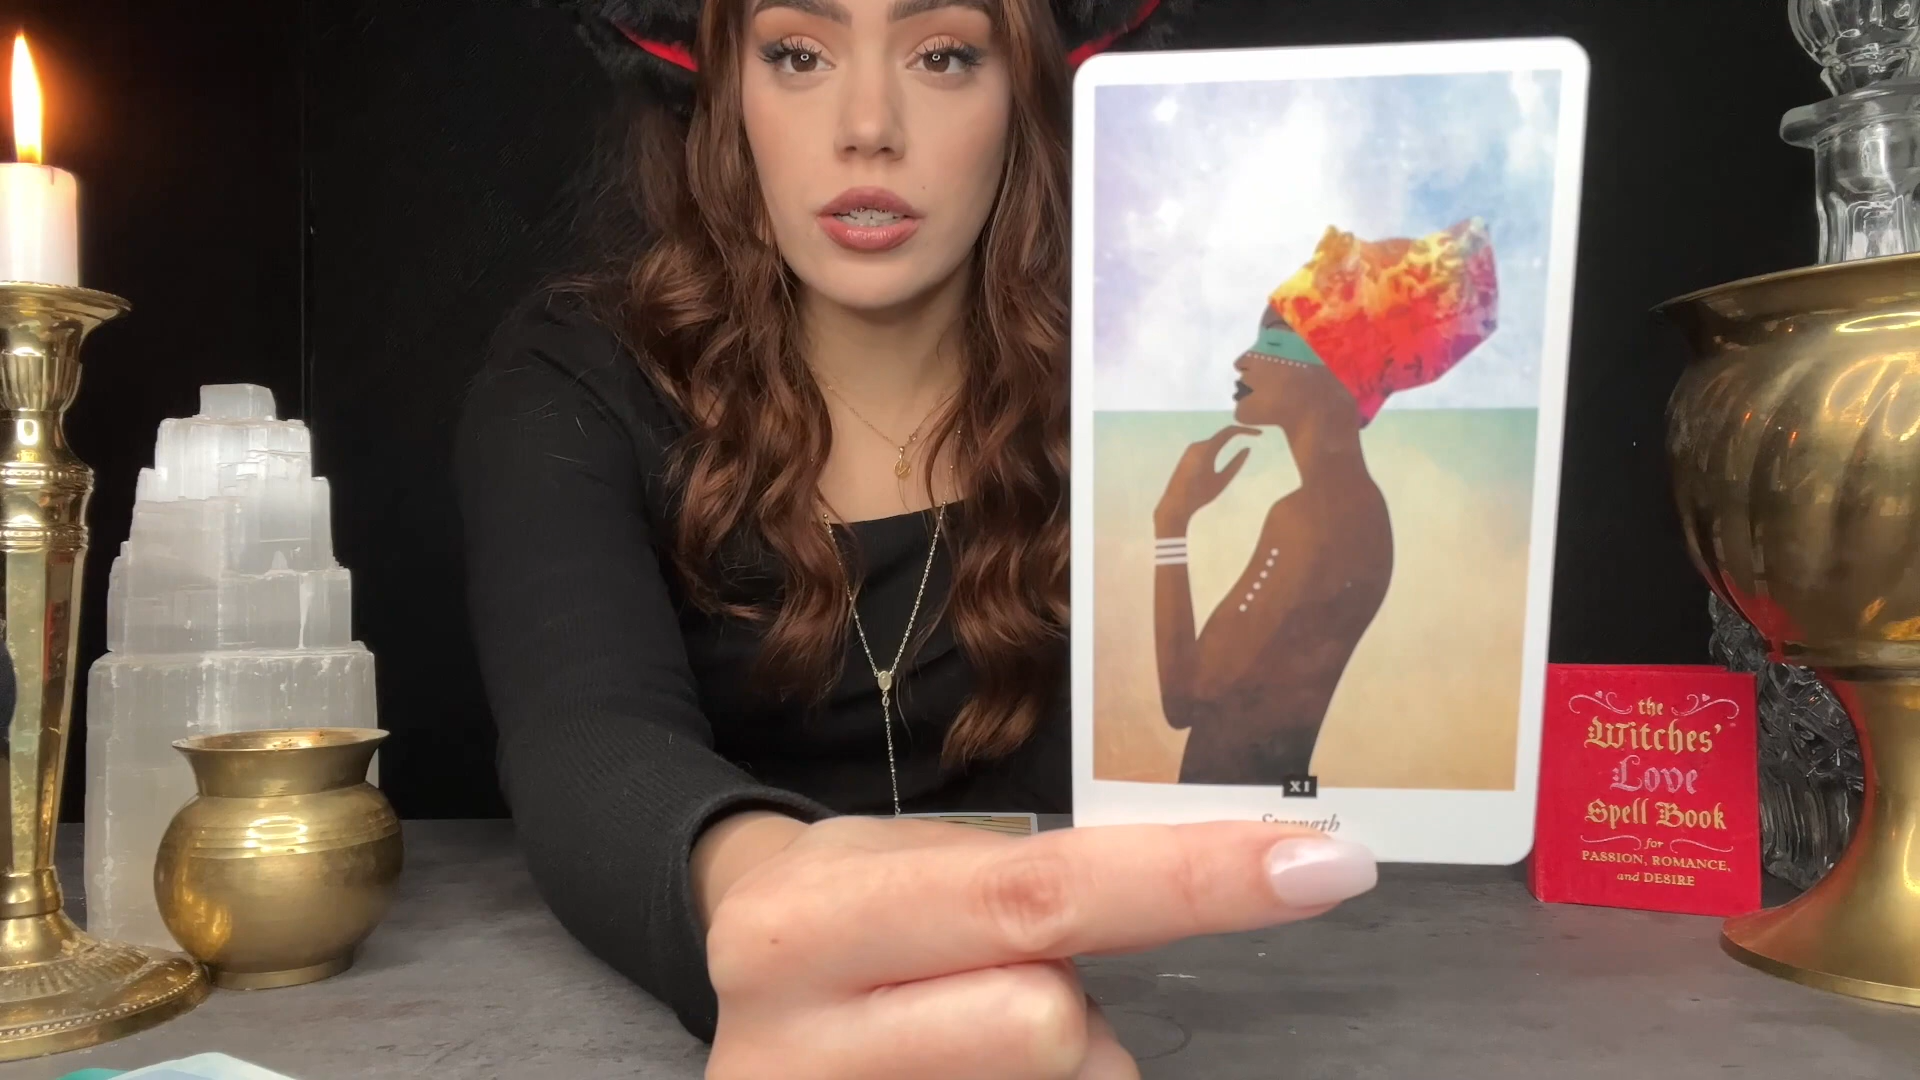 XI
Strength
the
Witches'
Love
Spell Book
for
PASSION, ROMANCE,
and DESIRE